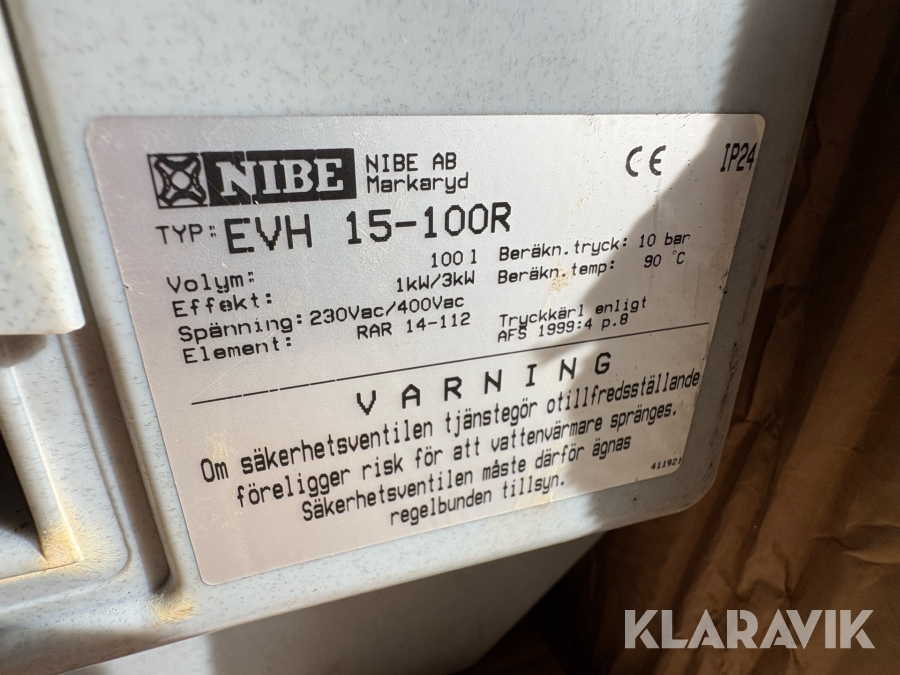 NIBE
NIBE AB
Markaryd
CE
IP24
TYP: EVH 15-100R
Volym: 100 l
Effekt: 1kW/3kW
Spänning: 230Vac/400Vac
Element: RAR 14-112
Beräkn.tryck: 10 bar
Beräkn.temp: 90 °C
Tryckkärl enligt
AFS 1999:4 p.8
VARNING
Om säkerhetsventilen tjänstegör otillfredsställande
föreligger risk för att vattenvärmare spränges.
Säkerhetsventilen måste därför ägnas
regelbunden tillsyn.
411921
KLARAVIK